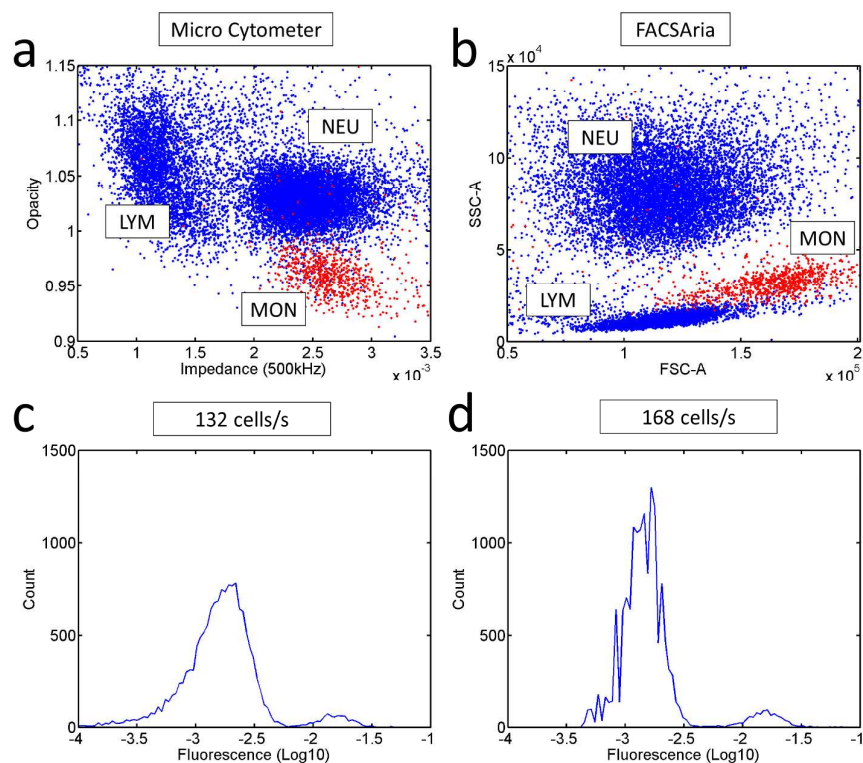 Micro Cytometer
FACSAria
a
1.15
1.1
1.05
1
0.95
0.9
Opacity
NEU
LYM
MON
0.5
1
1.5
2
2.5
3
3.5
Impedance (500kHz)
x 10^-3
b
x 10^4
15
10
5
0
SSC-A
NEU
MON
LYM
0.5
1
1.5
2
FSC-A
x 10^5
c
132 cells/s
1500
1000
500
0
Count
-4
-3.5
-3
-2.5
-2
-1.5
-1
Fluorescence (Log10)
d
168 cells/s
1500
1000
500
0
Count
-4
-3.5
-3
-2.5
-2
-1.5
-1
Fluorescence (Log10)